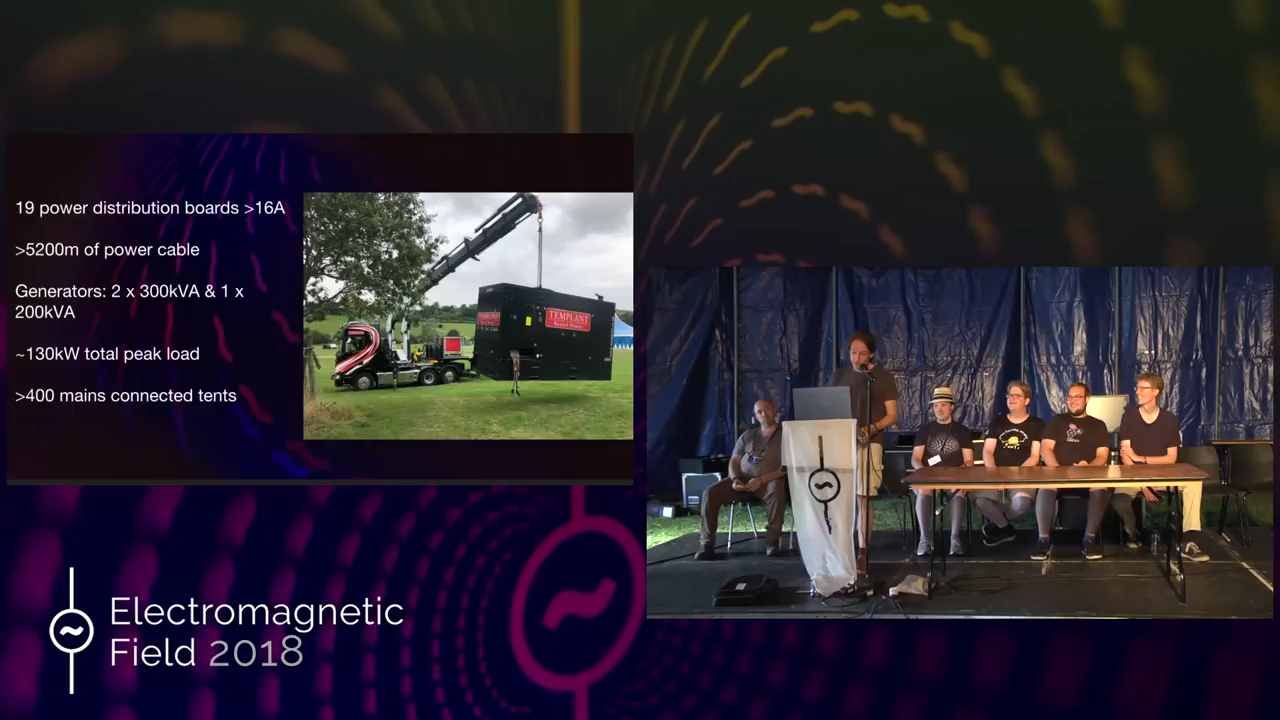 19 power distribution boards >16A
>5200m of power cable
Generators: 2 x 300kVA & 1 x
200kVA
~130kW total peak load
>400 mains connected tents
TEMPLANT
Electromagnetic
Field 2018